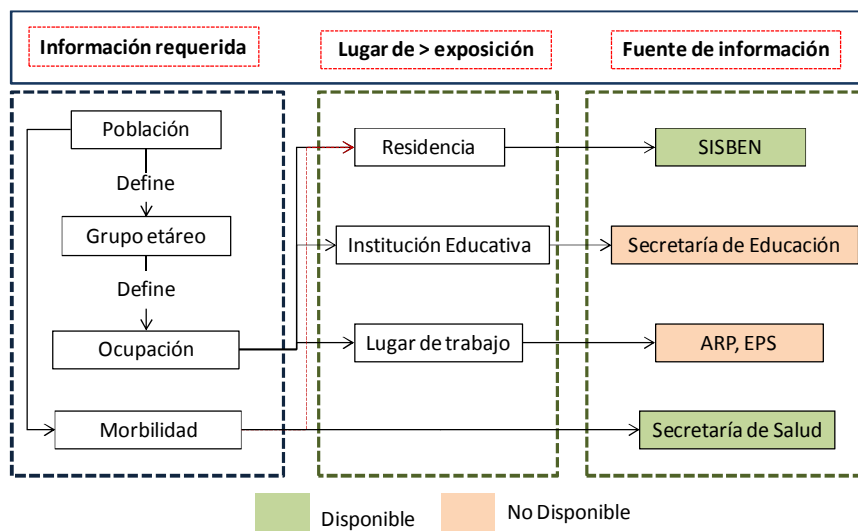 Información requerida
Lugar de > exposición
Fuente de información
Población
Define
Grupo etáreo
Define
Ocupación
Morbilidad
Residencia
Institución Educativa
Lugar de trabajo
SISBEN
Secretaría de Educación
ARP, EPS
Secretaría de Salud
Disponible
No Disponible